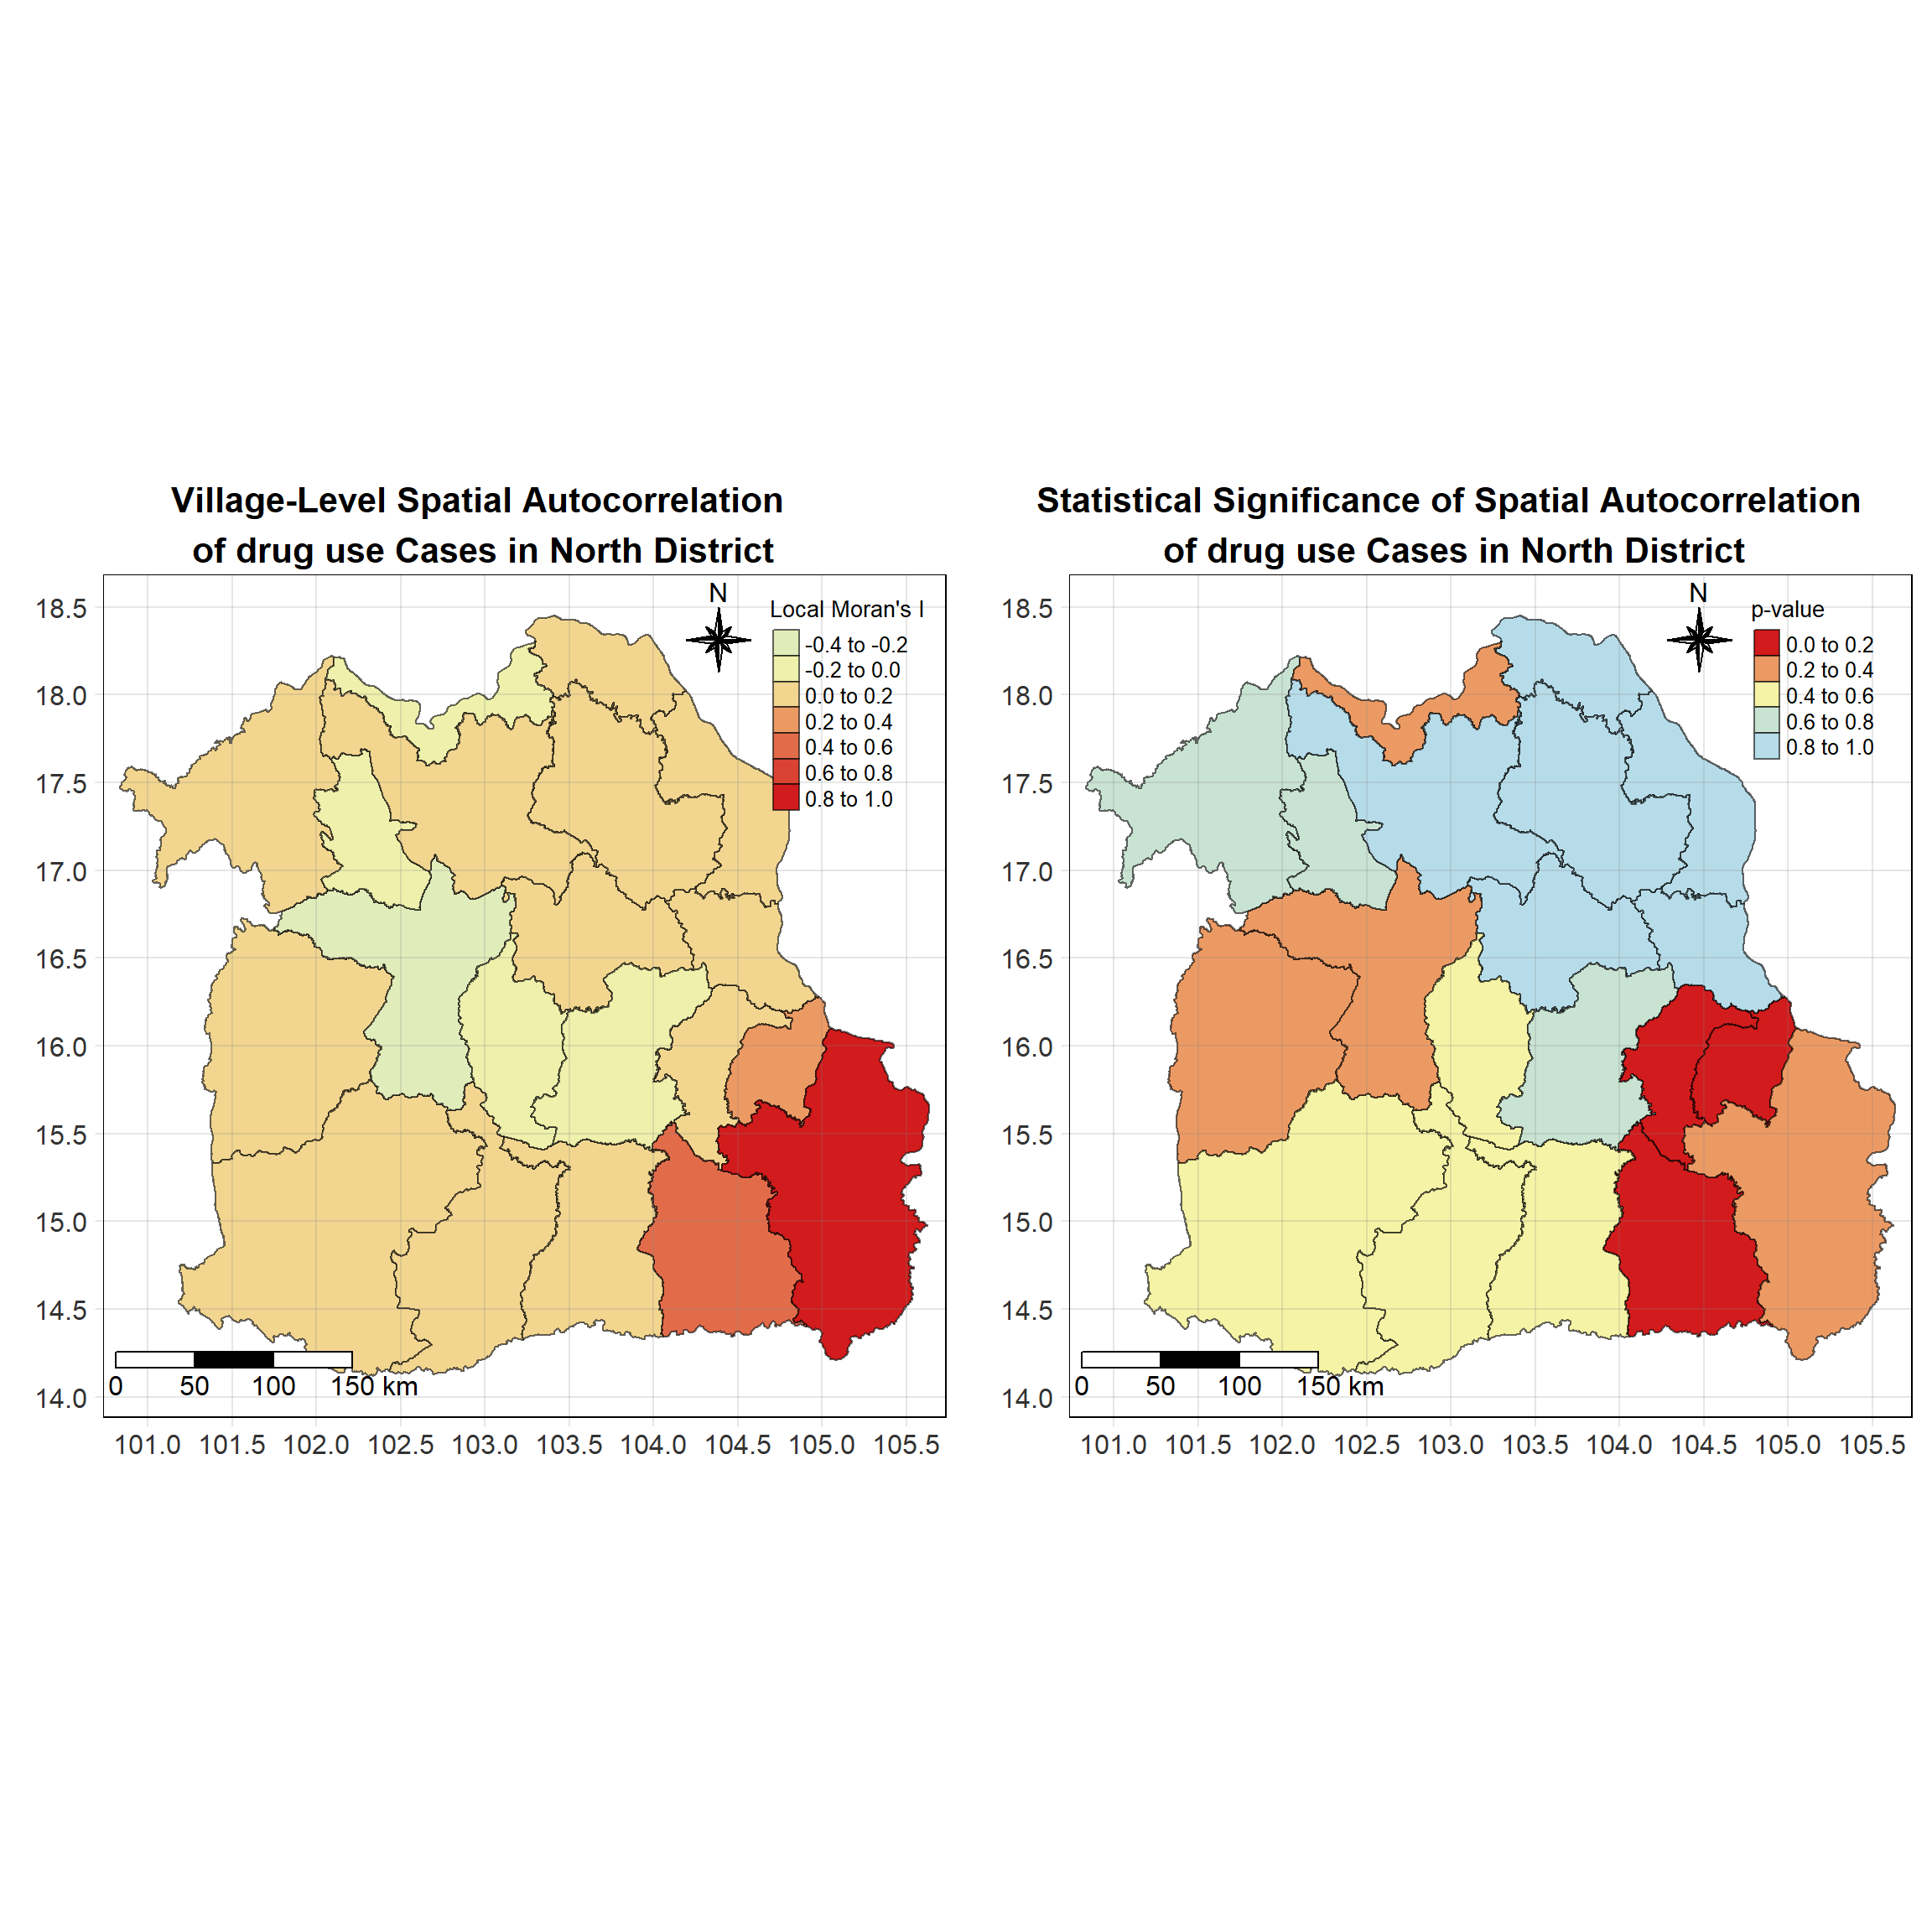 Village-Level Spatial Autocorrelation
of drug use Cases in North District
N
Local Moran's I
-0.4 to -0.2
-0.2 to 0.0
0.0 to 0.2
0.2 to 0.4
0.4 to 0.6
0.6 to 0.8
0.8 to 1.0
18.5
18.0
17.5
17.0
16.5
16.0
15.5
15.0
14.5
14.0
0 50 100 150 km
101.0 101.5 102.0 102.5 103.0 103.5 104.0 104.5 105.0 105.5
Statistical Significance of Spatial Autocorrelation
of drug use Cases in North District
N
p-value
0.0 to 0.2
0.2 to 0.4
0.4 to 0.6
0.6 to 0.8
0.8 to 1.0
18.5
18.0
17.5
17.0
16.5
16.0
15.5
15.0
14.5
14.0
0 50 100 150 km
101.0 101.5 102.0 102.5 103.0 103.5 104.0 104.5 105.0 105.5